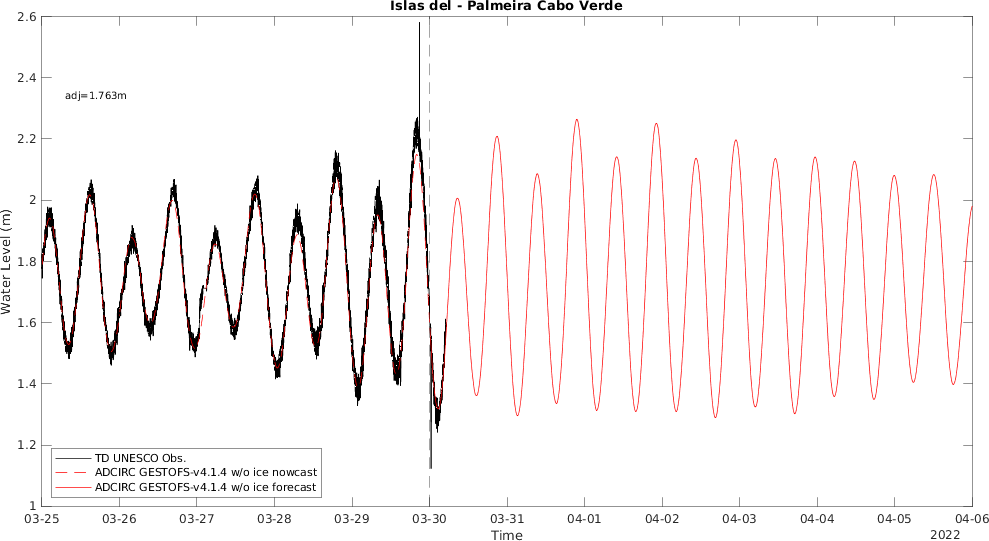 Islas del - Palmeira Cabo Verde
2.6
2.4
adj=1.763m
2.2
2
1.8
Water Level (m)
1.6
1.4
1.2
TD UNESCO Obs.
ADCIRC GESTOFS-v4.1.4 w/o ice nowcast
ADCIRC GESTOFS-v4.1.4 w/o ice forecast
1
03-25 03-26 03-27 03-28 03-29 03-30 03-31 04-01 04-02 04-03 04-04 04-05 04-06
Time
2022